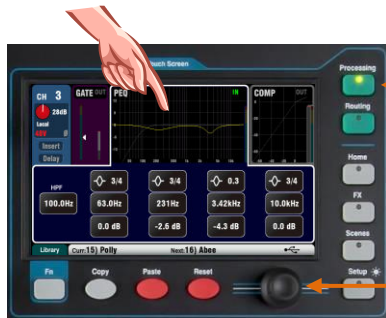 Touch Screen
Processing
CH 3 GATE OUT PEQ IN COMP OUT
28dB
Local
48V Ø
Insert
Delay
Routing
Home
3/4 3/4 0.3 3/4
HPF
100.0Hz 63.0Hz 231Hz 3.42kHz 10.0kHz
0.0 dB -2.6 dB -4.3 dB 0.0 dB
FX
Library Curr:15) Polly Next:16) Aboe
Scenes
Fn Copy Paste Reset Setup